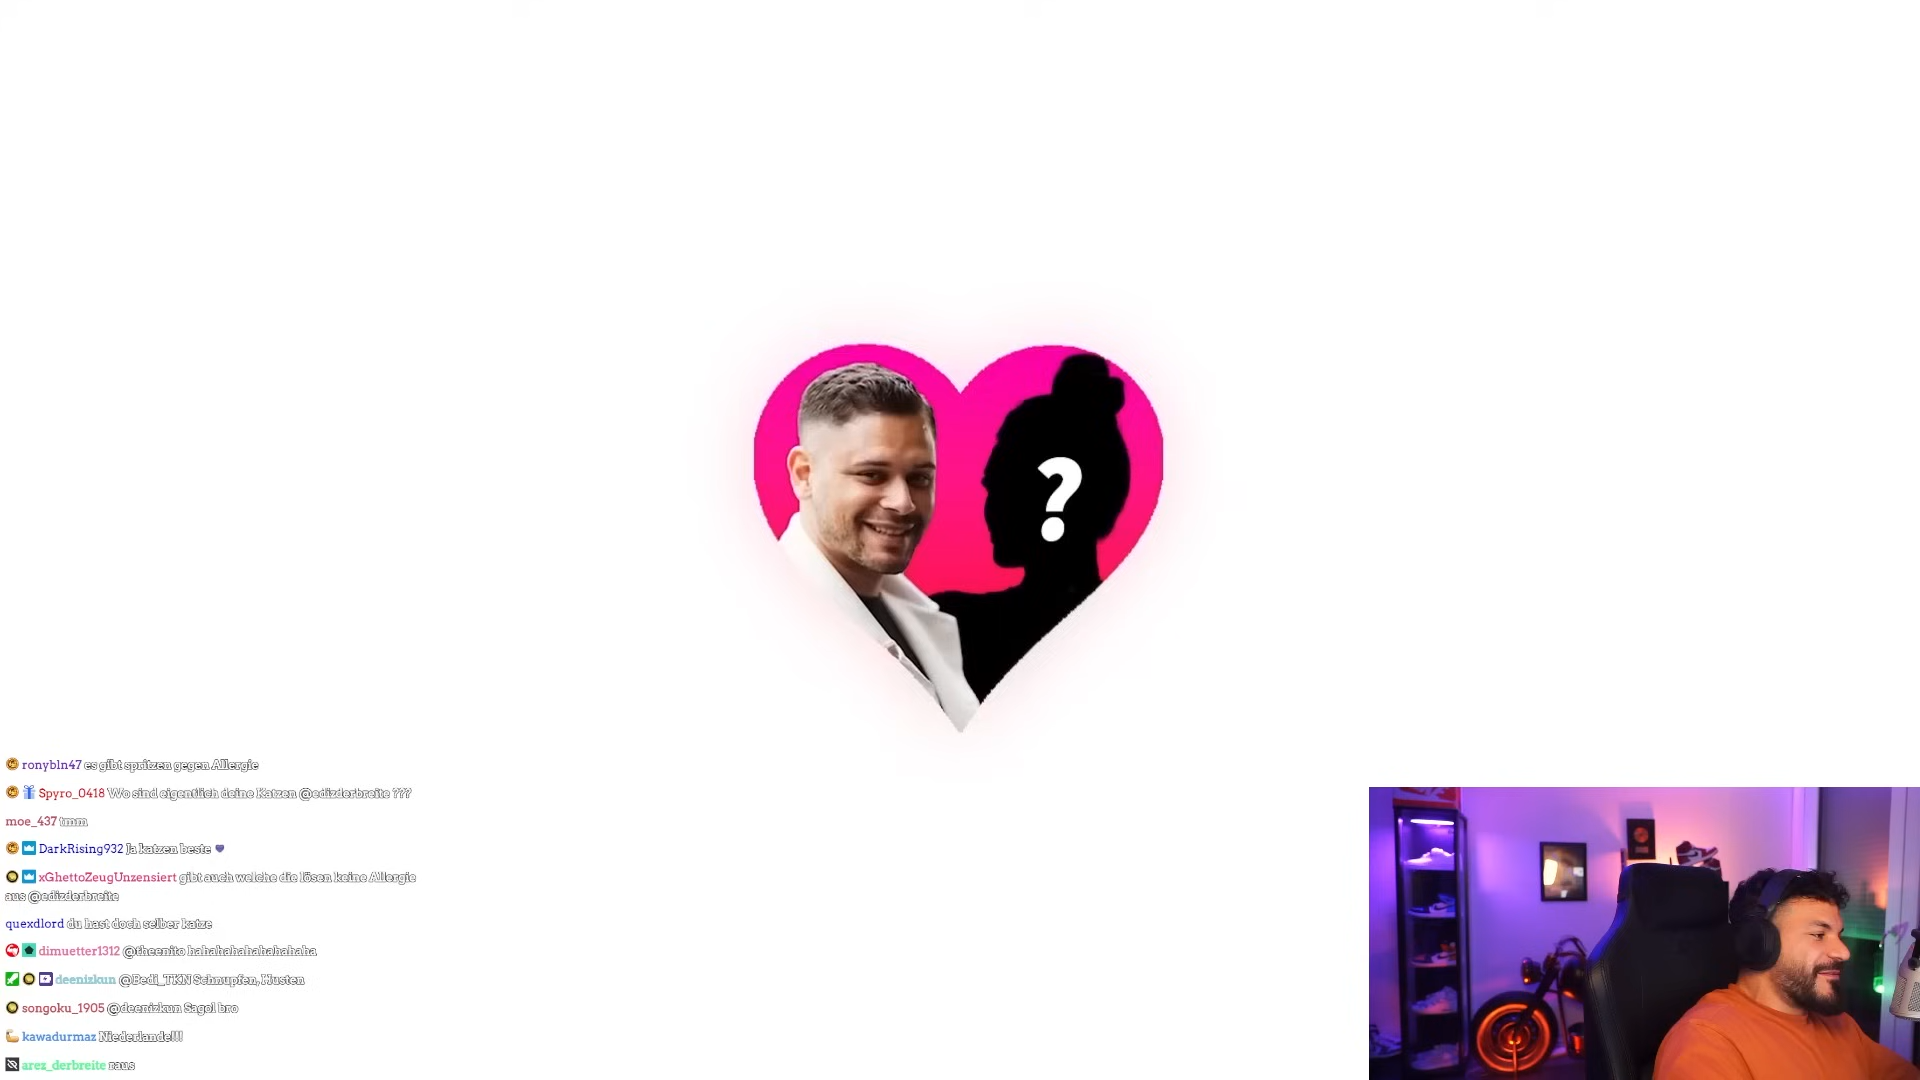 ?
ronybln47 es gibt spritzen gegen Allergie
Spyro_0418 Wo sind eigentlich deine Katzen @edizderbreite ???
moe_437 tmm
DarkRising932 Ja katzen beste
xGhettoZeugUnzensiert gibt auch welche die lösen keine Allergie
aus @edizderbreite
quexdlord du hast doch selber katze
dimuetter1312 @theenito hahahahahahahaha
deenizkun @Bedi_TKN Schnupfen, Husten
songoku_1905 @deenizkun Sagol bro
kawadurmaz Niederlande!!!
arez_derbreite raus